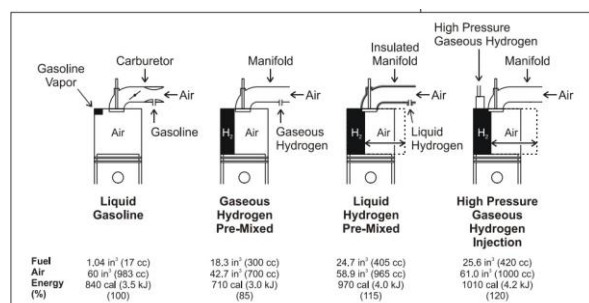 High Pressure
Gaseous Hydrogen
Insulated
Manifold
Carburetor
Manifold
Manifold
Gasoline
Vapor
Air
Air
Air
Air
Air
H₂
Air
H₂
Air
H₂
Air
Gasoline
Gaseous
Hydrogen
Liquid
Hydrogen
Liquid
Gasoline
Gaseous
Hydrogen
Pre-Mixed
Liquid
Hydrogen
Pre-Mixed
High Pressure
Gaseous
Hydrogen
Injection
Fuel 1,04 in³ (17 cc) 18,3 in³ (300 cc) 24,7 in³ (405 cc) 25,6 in³ (420 cc)
Air 60 in³ (983 cc) 42,7 in³ (700 cc) 58,9 in³ (965 cc) 61,0 in³ (1000 cc)
Energy 840 cal (3.5 kJ) 710 cal (3.0 kJ) 970 cal (4.0 kJ) 1010 cal (4.2 kJ)
(%) (100) (85) (115) (120)